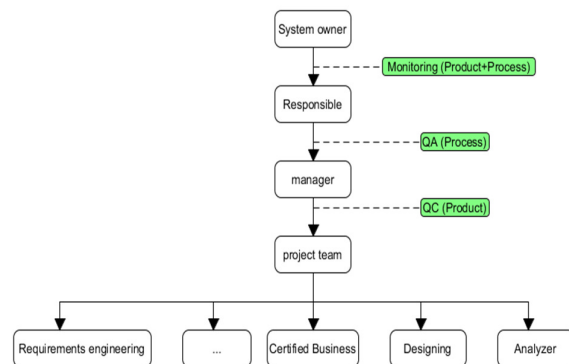 System owner
Monitoring (Product+Process)
Responsible
QA (Process)
manager
QC (Product)
project team
Requirements engineering
...
Certified Business
Designing
Analyzer